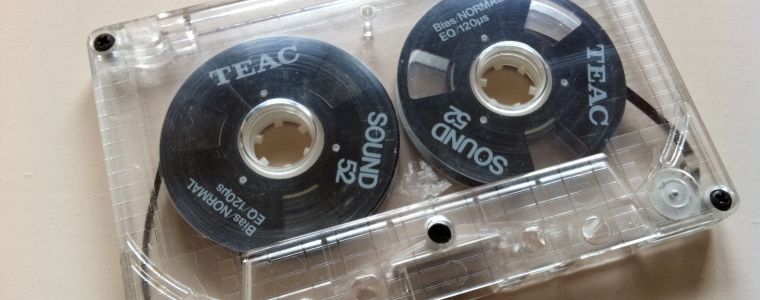 TEAC
SOUND
52
Bias/NORMAL
EQ/120µs
Bias/NORMAL
EQ/120µs
TEAC
SOUND
52